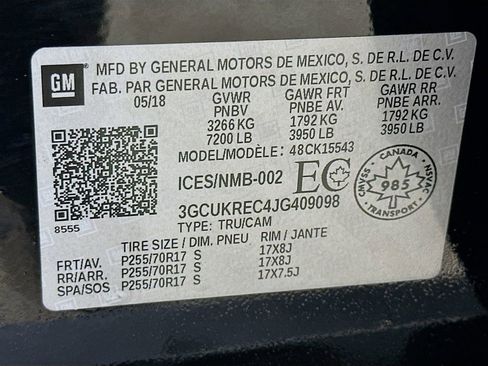 GM
MFD BY GENERAL MOTORS DE MEXICO, S. DE R.L. DE C.V.
FAB. PAR GENERAL MOTORS DE MEXICO, S. DE R.L. DE C.V.
05/18 GVWR GAWR FRT GAWR RR
PNBV PNBE AV. PNBE ARR.
3266 KG 1792 KG 1792 KG
7200 LB 3950 LB 3950 LB
MODEL/MODÈLE: 48CK15543
ICES/NMB-002 EC
CANADA
985
SSAMO NSVAC
3GCUKREC4JG409098
8555
TYPE: TRU/CAM
TIRE SIZE / DIM. PNEU RIM / JANTE
FRT/AV. P255/70R17 S 17X8J
RR/ARR. P255/70R17 S 17X8J
SPA/SOS P255/70R17 S 17X7.5J